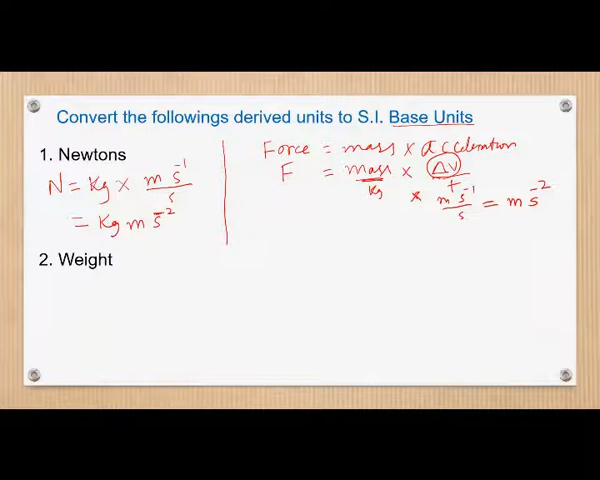 Convert the followings derived units to S.I. Base Units
1. Newtons
N = Kg × m s⁻¹ / s
= Kg m s⁻²
Force = mass × acceleration
F = mass × Δv / t
kg × m s⁻¹ / s = m s⁻²
2. Weight